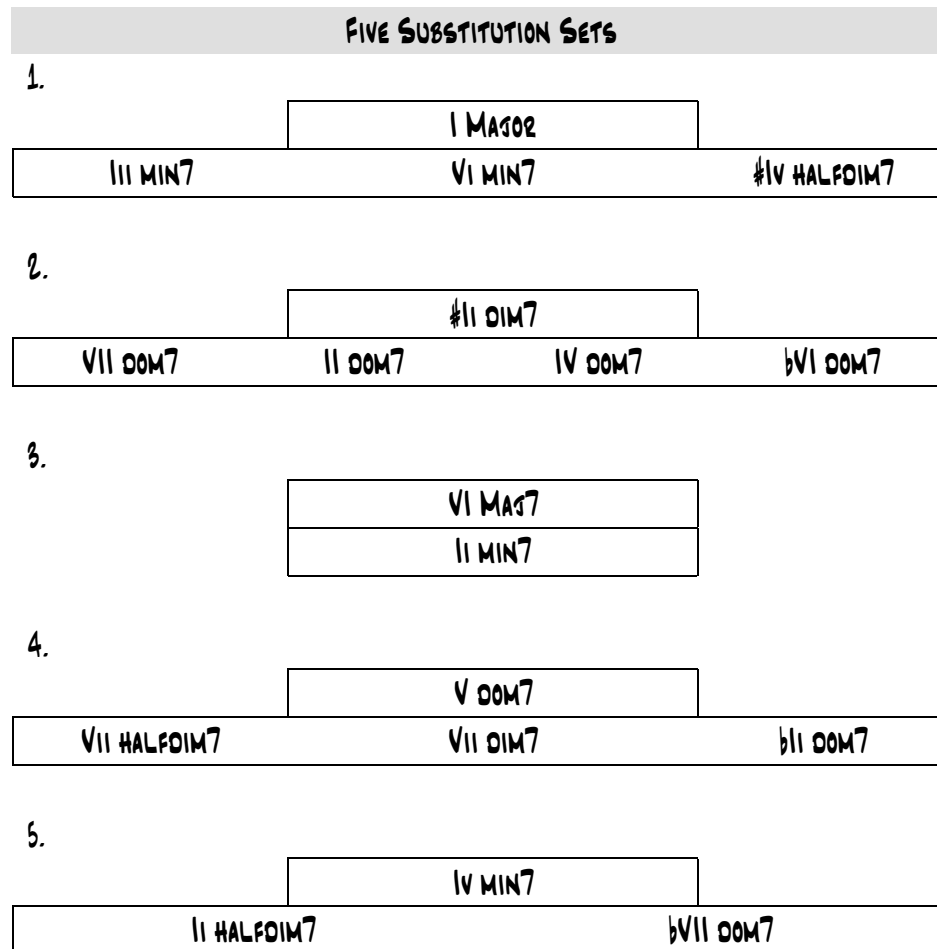 Five Substitution Sets
1.
I Major
Iii min7 Vi min7 #Iv halfdim7
2.
#Ii dim7
VII dom7 II dom7 IV dom7 bVI dom7
3.
VI Maj7
Ii min7
4.
V dom7
Vii halfdim7 Vii dim7 bIi dom7
5.
Iv min7
Ii halfdim7 bVII dom7